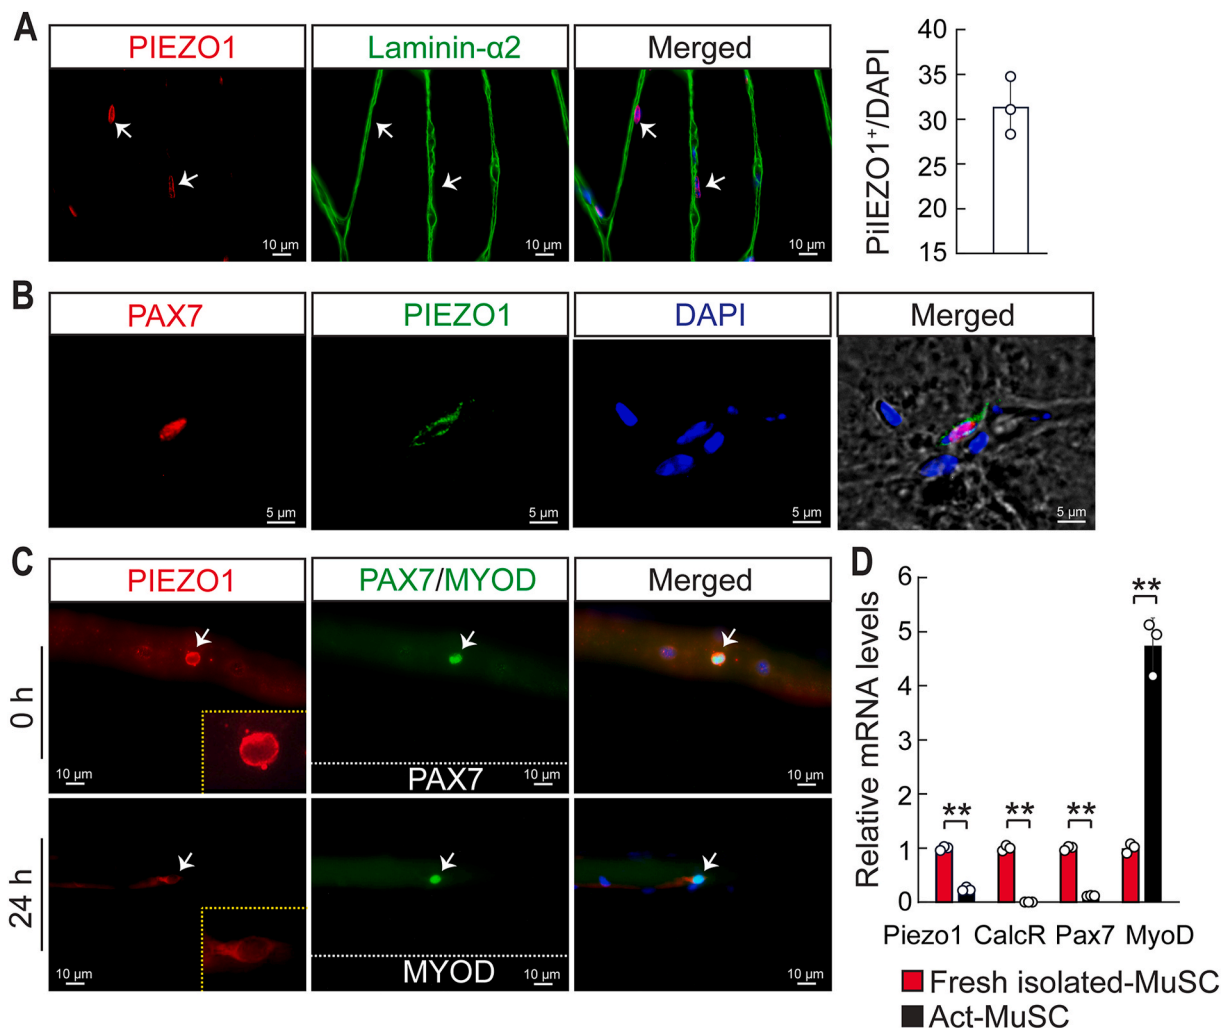 A
PIEZO1
Laminin-α2
Merged
10 µm
10 µm
10 µm
PiIEZO1⁺/DAPI
40
35
30
25
20
15
B
PAX7
PIEZO1
DAPI
Merged
5 µm
5 µm
5 µm
5 µm
C
PIEZO1
PAX7/MYOD
Merged
0 h
10 µm
PAX7
10 µm
10 µm
24 h
10 µm
MYOD
10 µm
10 µm
D
Relative mRNA levels
6
5
4
3
2
1
0
**
**
**
**
Piezo1 CalcR Pax7 MyoD
Fresh isolated-MuSC
Act-MuSC